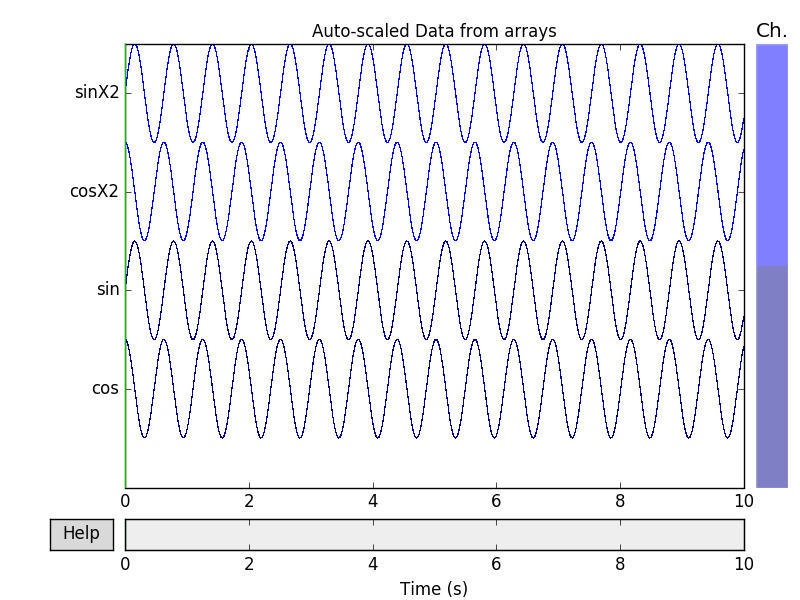 Auto-scaled Data from arrays
Ch.
sinX2
cosX2
sin
cos
0 2 4 6 8 10
Help
0 2 4 6 8 10
Time (s)